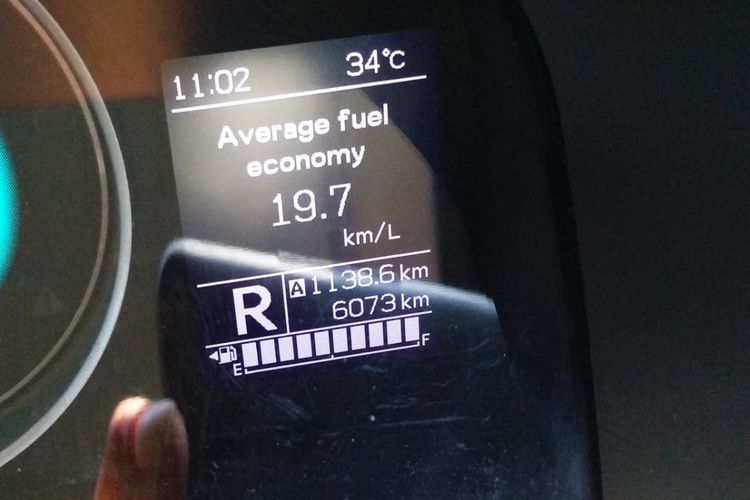 11:02 34°C
Average fuel
economy
19.7
km/L
R A 1138.6 km
6073 km
E F